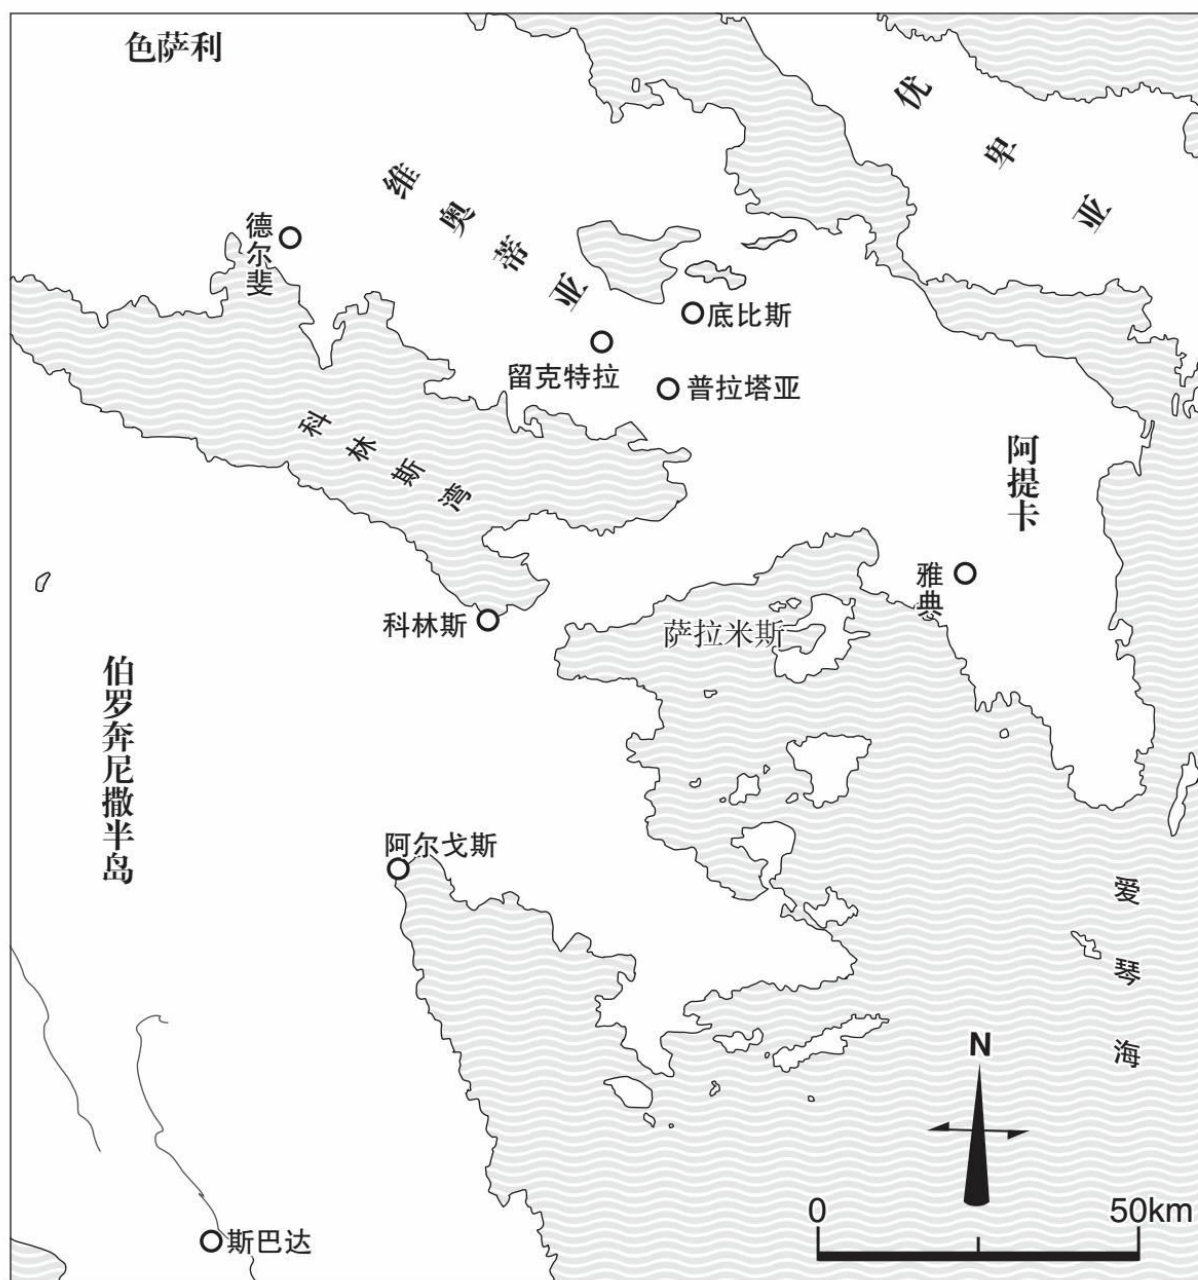 色萨利
优卑亚
维奥蒂亚
德尔斐
底比斯
留克特拉
普拉塔亚
科林斯湾
阿提卡
雅典
科林斯
萨拉米斯
伯罗奔尼撒半岛
阿尔戈斯
爱琴海
N
0
50km
斯巴达